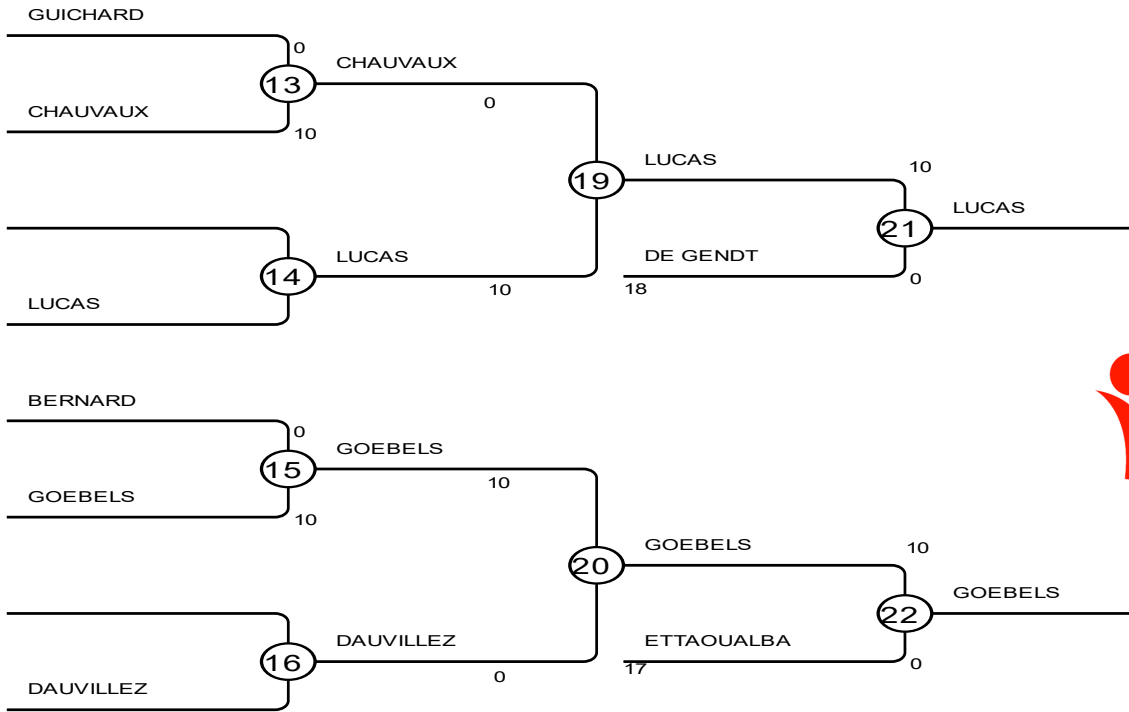 GUICHARD
0
13
CHAUVAUX
0
CHAUVAUX
10
19
LUCAS
10
21
LUCAS
14
LUCAS
10
DE GENDT
18
0
LUCAS
BERNARD
0
15
GOEBELS
10
GOEBELS
10
20
GOEBELS
10
22
GOEBELS
16
DAUVILLEZ
0
ETTAOUALBA
17
0
DAUVILLEZ